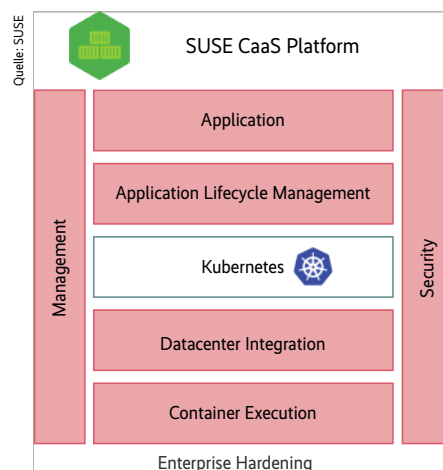 Quelle: SUSE
SUSE CaaS Platform
Management
Application
Application Lifecycle Management
Kubernetes
Datacenter Integration
Container Execution
Security
Enterprise Hardening